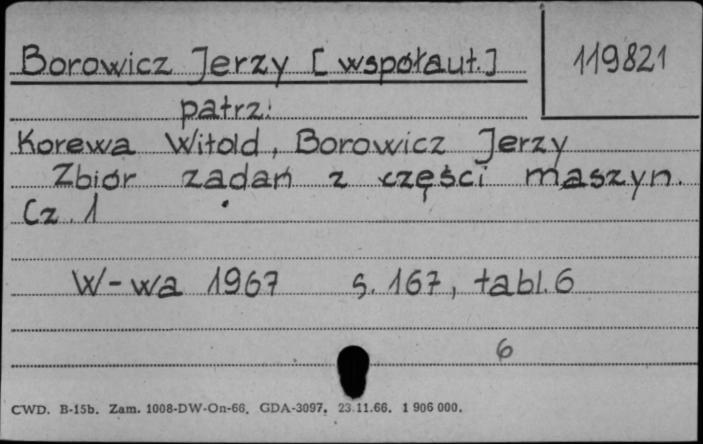 Borowicz Jerzy [współaut.]
119821
patrz:
Korewa Witold, Borowicz Jerzy
Zbiór zadań z części maszyn.
Cz. 1
W-wa 1967 s. 167, tabl. 6
6
CWD. B-15b. Zam. 1008-DW-On-66. GDA-3097. 23.11.66. 1 906 000.